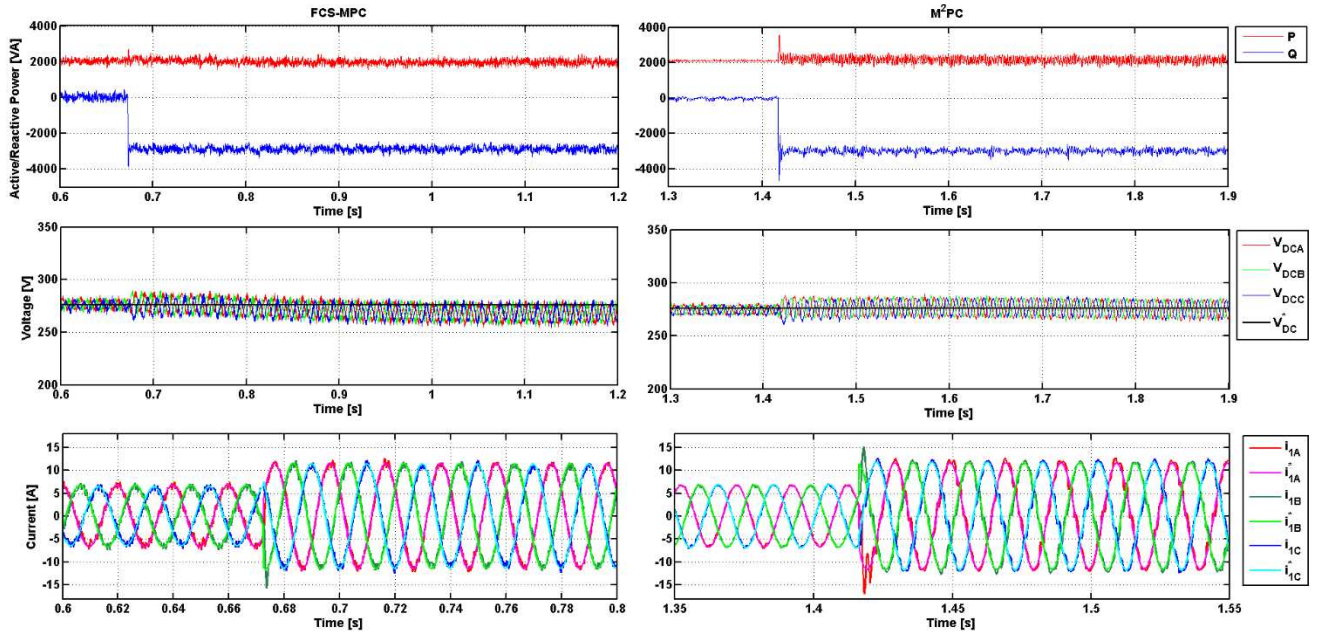 FCS-MPC
M²PC
Active/Reactive Power [VA]
4000
2000
0
-2000
-4000
0.6 0.7 0.8 0.9 1 1.1 1.2
Time [s]
4000
2000
0
-2000
-4000
1.3 1.4 1.5 1.6 1.7 1.8 1.9
Time [s]
P
Q
Voltage [V]
350
300
250
200
0.6 0.7 0.8 0.9 1 1.1 1.2
Time [s]
350
300
250
200
1.3 1.4 1.5 1.6 1.7 1.8 1.9
Time [s]
V_DCA
V_DCB
V_DCC
V*_DC
Current [A]
15
10
5
0
-5
-10
-15
0.6 0.62 0.64 0.66 0.68 0.7 0.72 0.74 0.76 0.78 0.8
Time [s]
15
10
5
0
-5
-10
-15
1.35 1.4 1.45 1.5 1.55
Time [s]
i_1A
i*_1A
i_1B
i*_1B
i_1C
i*_1C